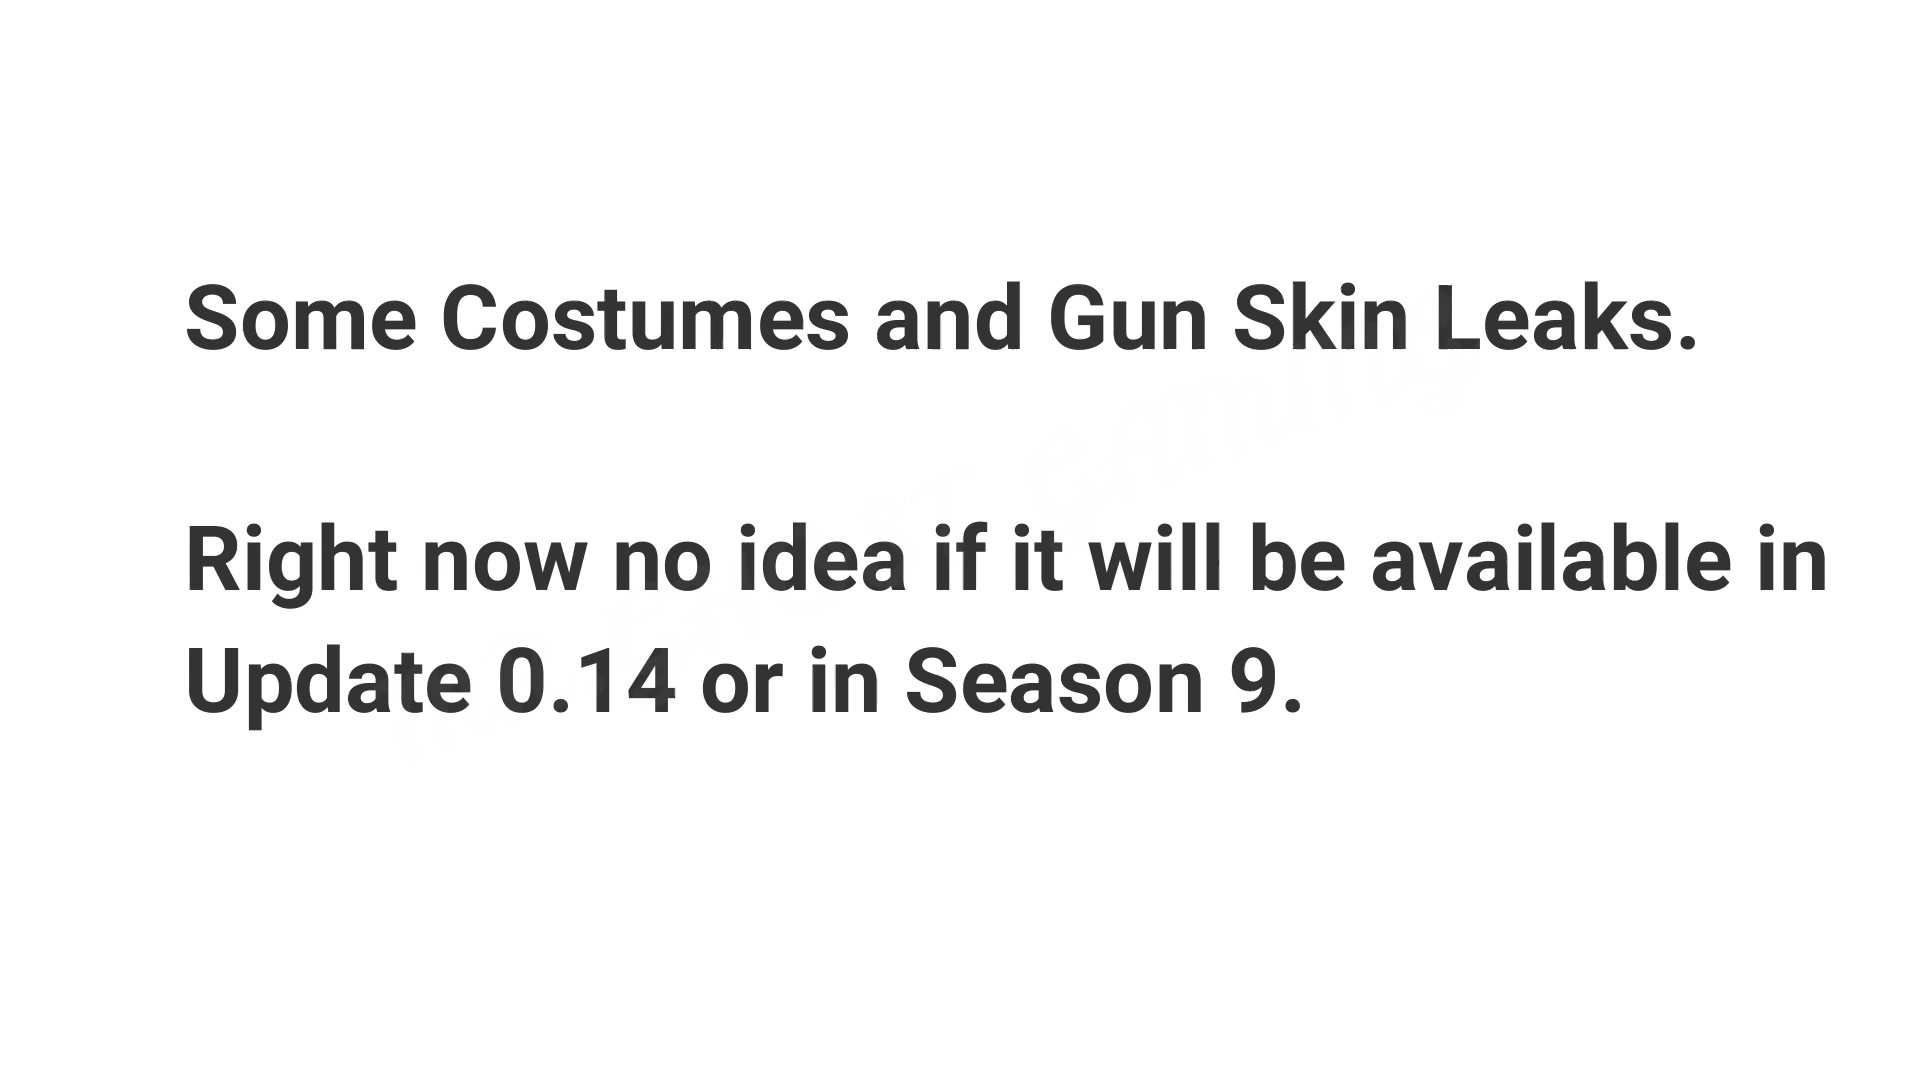 Some Costumes and Gun Skin Leaks.
Right now no idea if it will be available in
Update 0.14 or in Season 9.